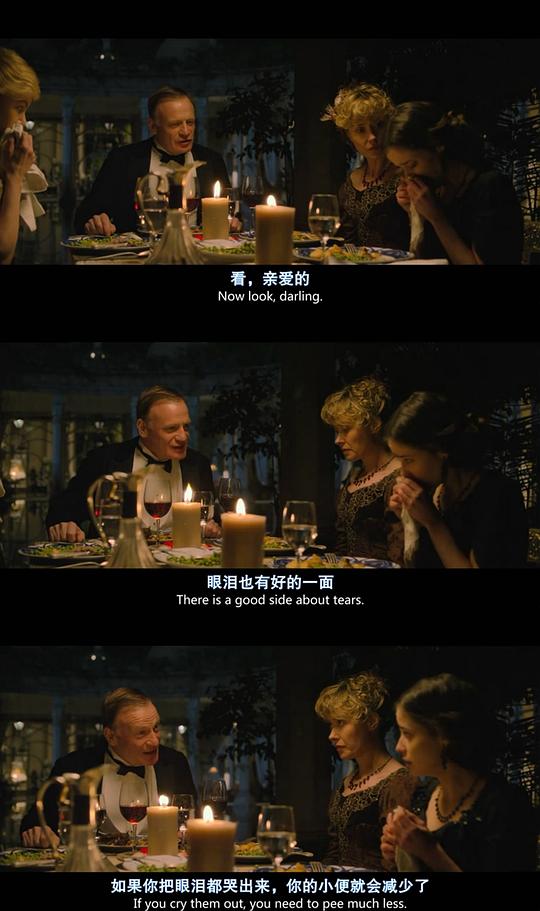 看，亲爱的
Now look, darling.
眼泪也有好的一面
There is a good side about tears.
如果你把眼泪都哭出来，你的小便就会减少了
If you cry them out, you need to pee much less.